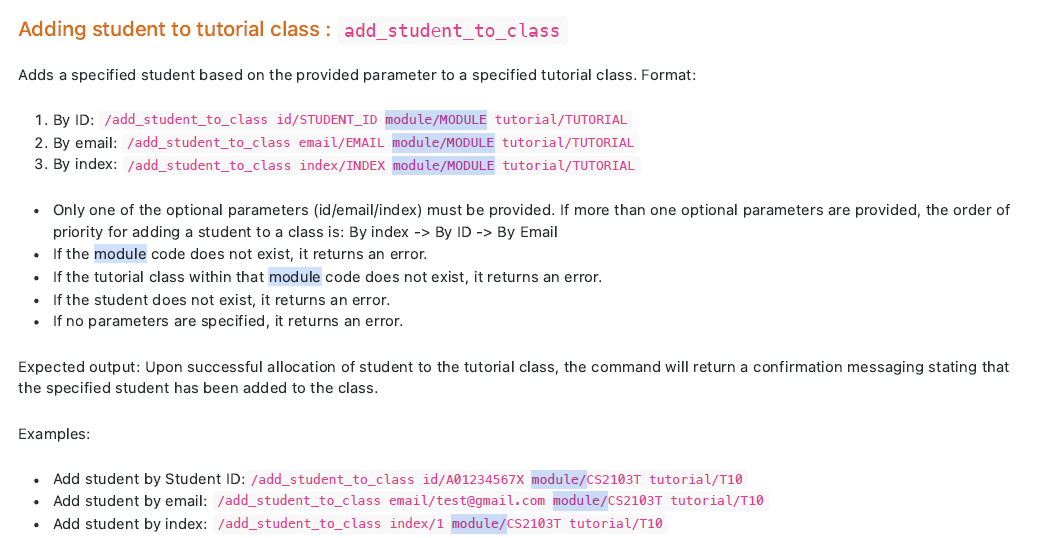 Adding student to tutorial class : add_student_to_class
Adds a specified student based on the provided parameter to a specified tutorial class. Format:
1. By ID: /add_student_to_class id/STUDENT_ID module/MODULE tutorial/TUTORIAL
2. By email: /add_student_to_class email/EMAIL module/MODULE tutorial/TUTORIAL
3. By index: /add_student_to_class index/INDEX module/MODULE tutorial/TUTORIAL
• Only one of the optional parameters (id/email/index) must be provided. If more than one optional parameters are provided, the order of
priority for adding a student to a class is: By index -> By ID -> By Email
• If the module code does not exist, it returns an error.
• If the tutorial class within that module code does not exist, it returns an error.
• If the student does not exist, it returns an error.
• If no parameters are specified, it returns an error.
Expected output: Upon successful allocation of student to the tutorial class, the command will return a confirmation messaging stating that
the specified student has been added to the class.
Examples:
• Add student by Student ID: /add_student_to_class id/A01234567X module/CS2103T tutorial/T10
• Add student by email: /add_student_to_class email/test@gmail.com module/CS2103T tutorial/T10
• Add student by index: /add_student_to_class index/1 module/CS2103T tutorial/T10